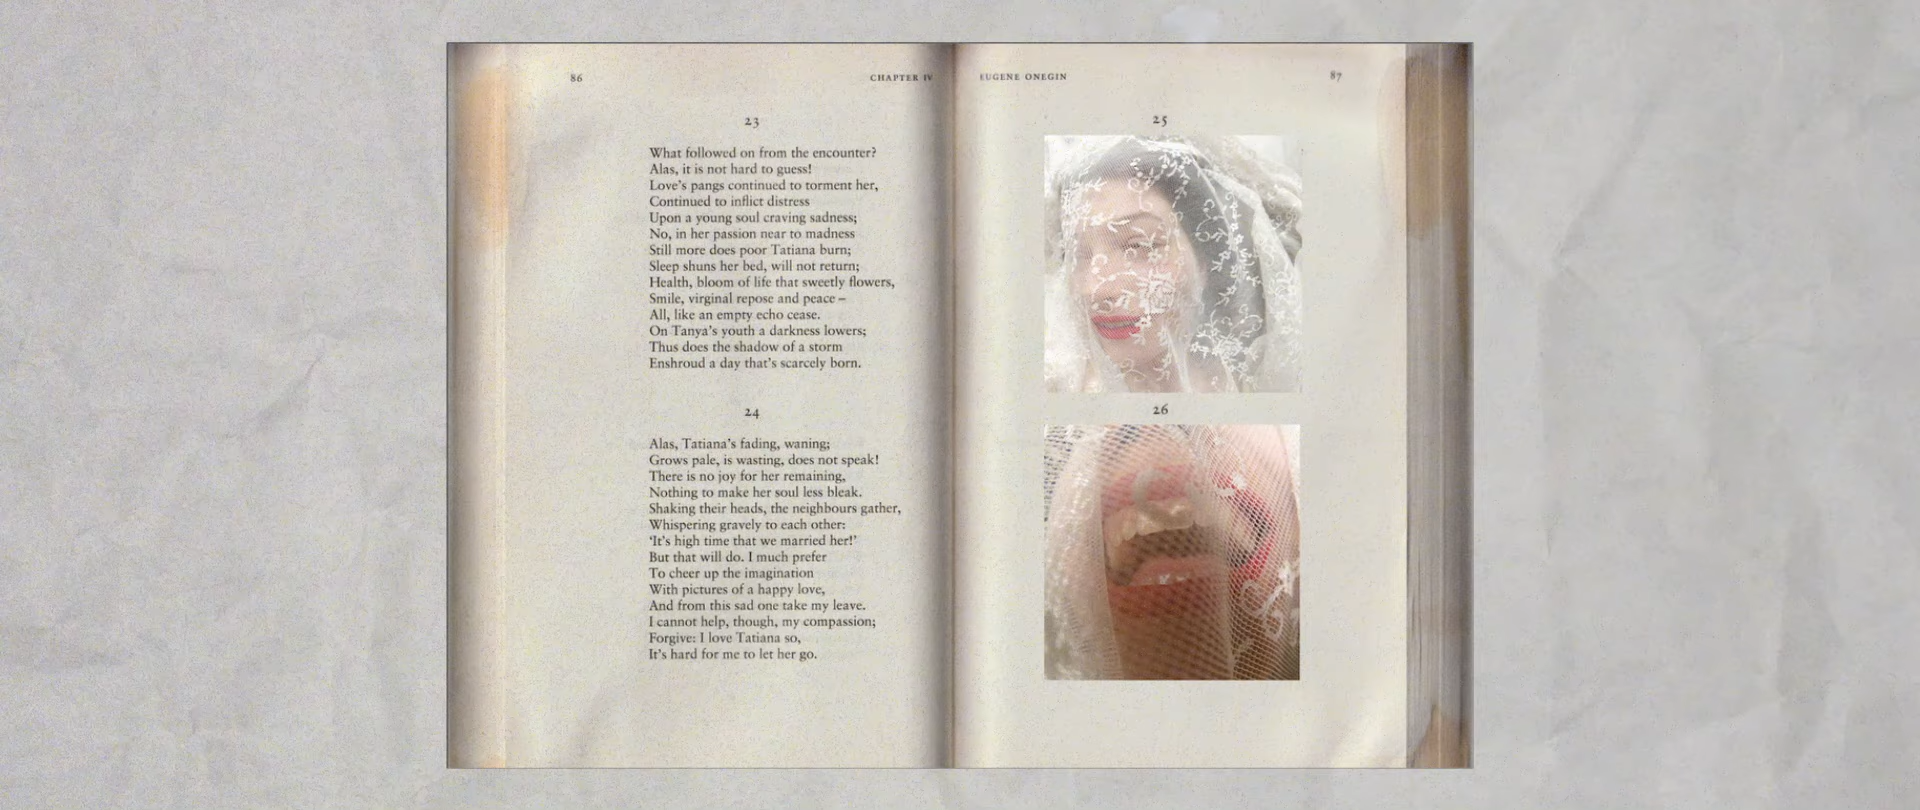 86
CHAPTER IV
23
What followed on from the encounter?
Alas, it is not hard to guess!
Love's pangs continued to torment her,
Continued to inflict distress
Upon a young soul craving sadness;
No, in her passion near to madness
Still more does poor Tatiana burn;
Sleep shuns her bed, will not return;
Health, bloom of life that sweetly flowers,
Smile, virginal repose and peace –
All, like an empty echo cease.
On Tanya's youth a darkness lowers;
Thus does the shadow of a storm
Enshroud a day that's scarcely born.
24
Alas, Tatiana's fading, waning;
Grows pale, is wasting, does not speak!
There is no joy for her remaining,
Nothing to make her soul less bleak.
Shaking their heads, the neighbours gather,
Whispering gravely to each other:
'It's high time that we married her!'
But that will do. I much prefer
To cheer up the imagination
With pictures of a happy love,
And from this sad one take my leave.
I cannot help, though, my compassion;
Forgive: I love Tatiana so,
It's hard for me to let her go.
EUGENE ONEGIN
87
25
26